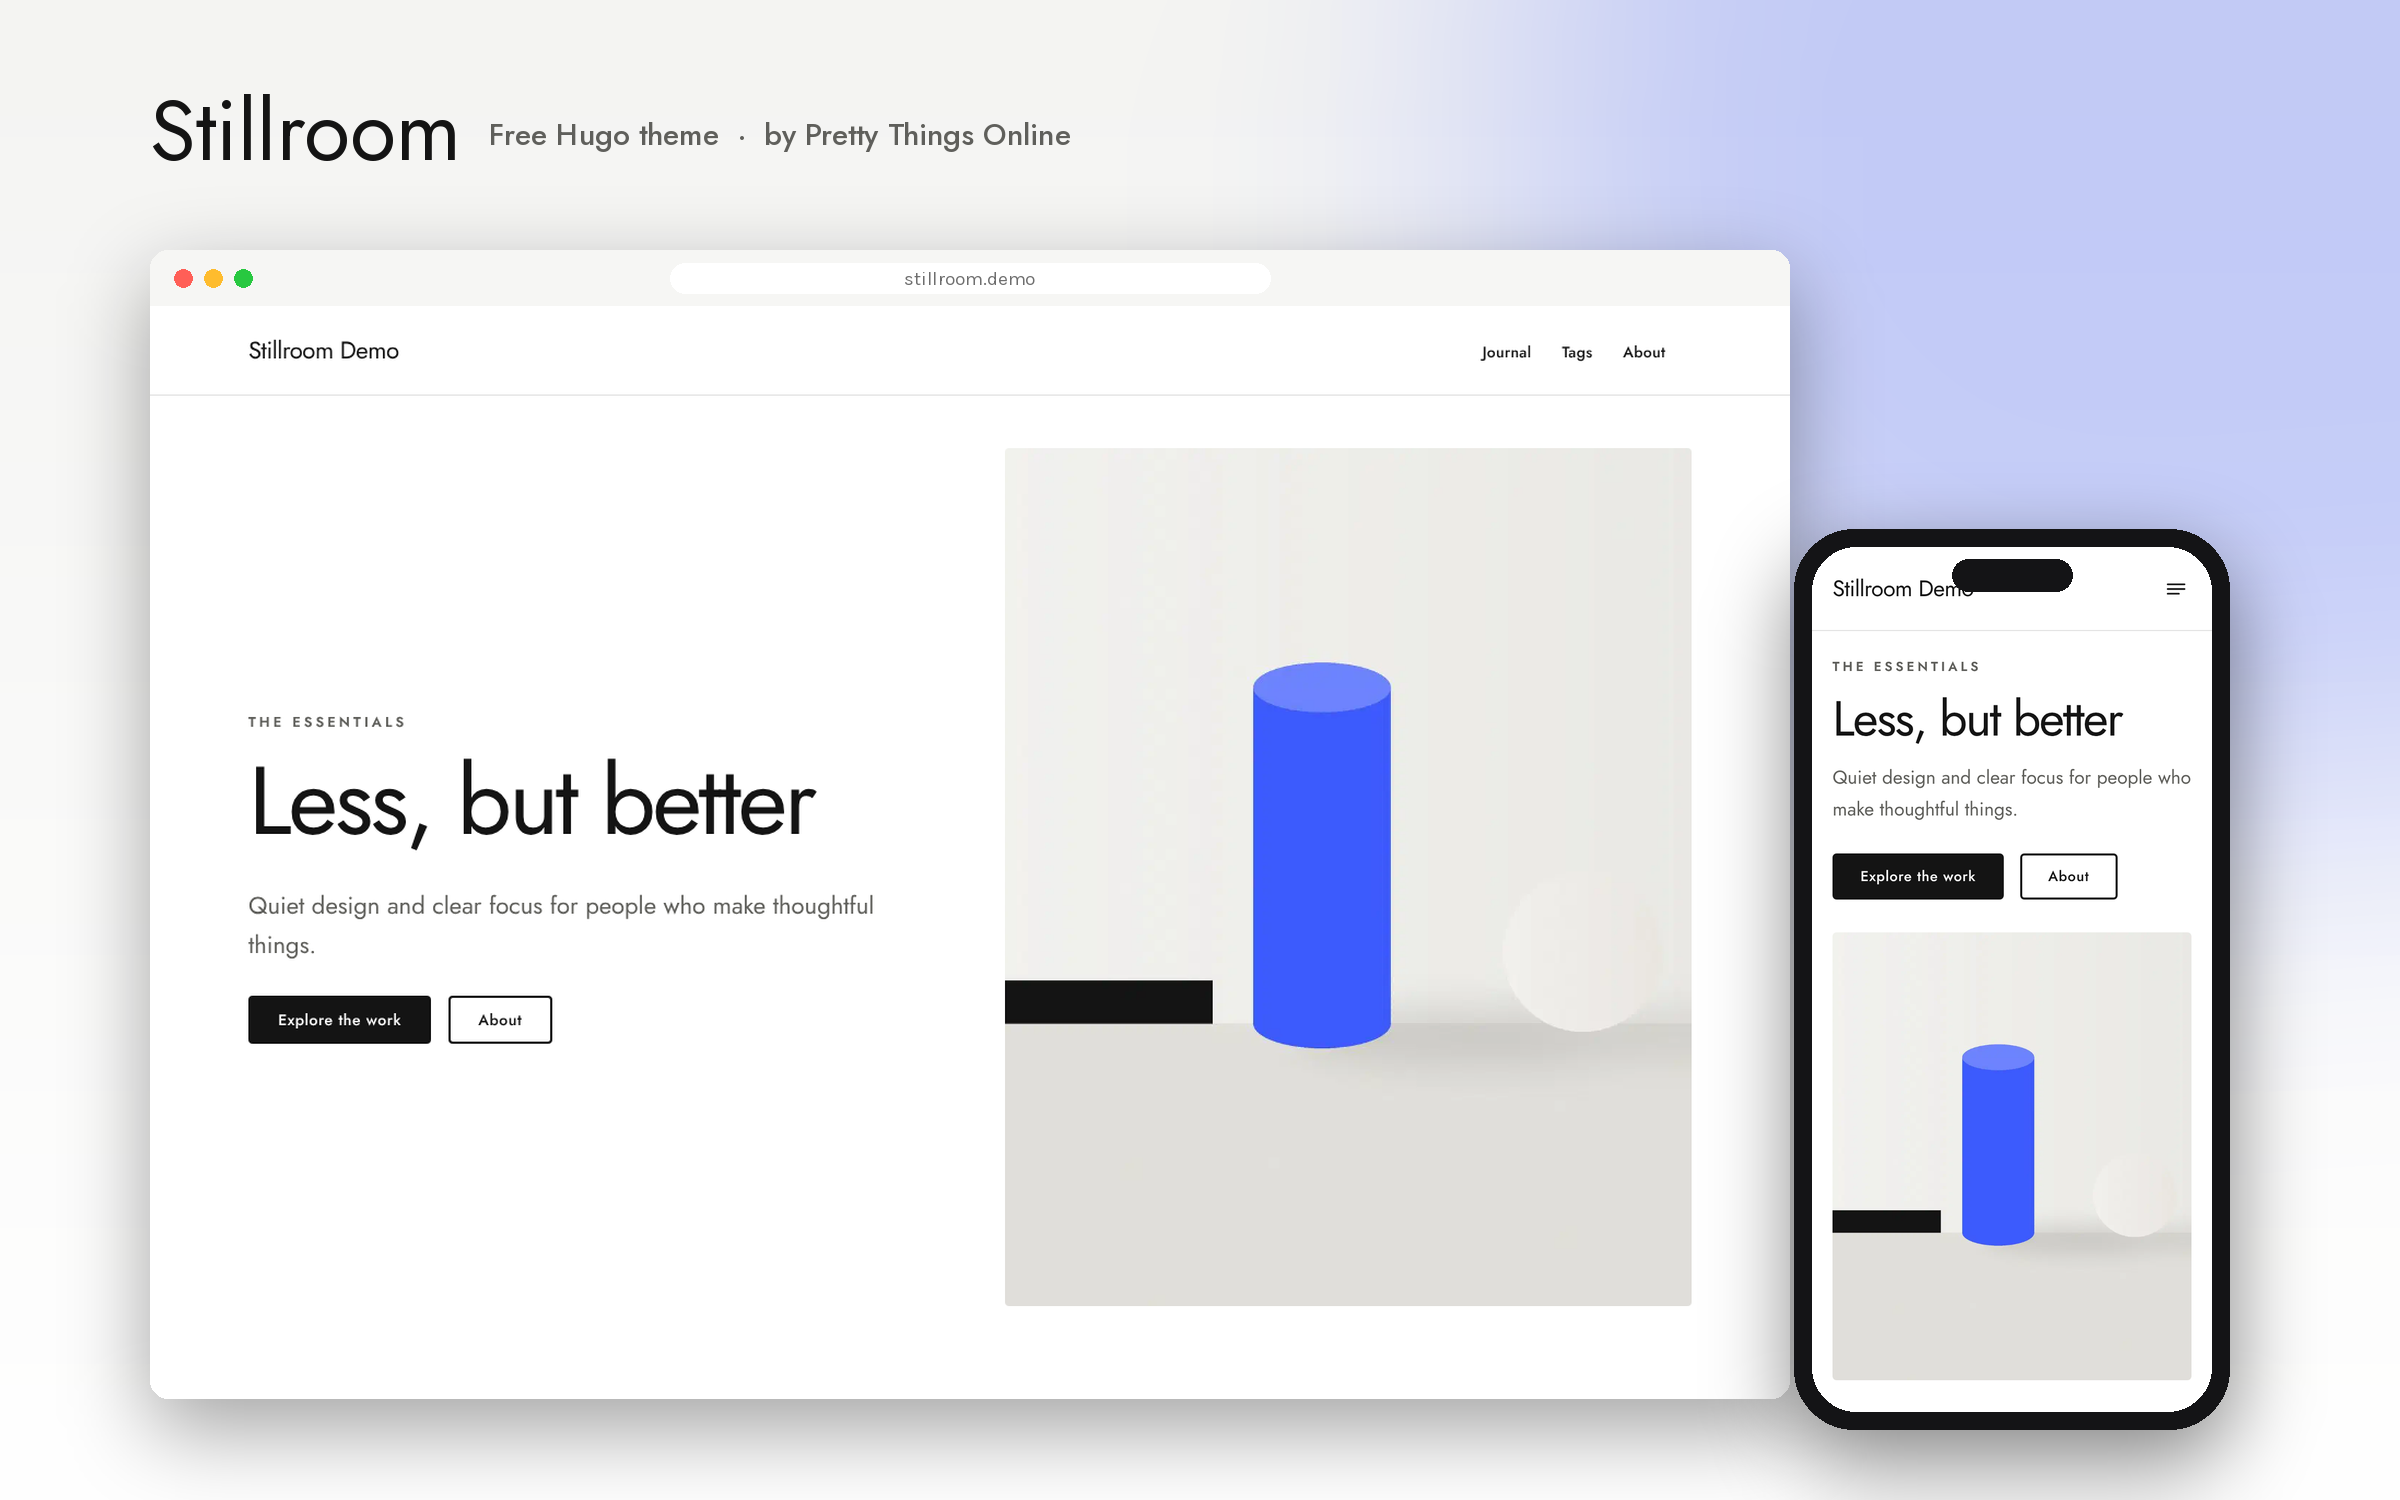 Stillroom Free Hugo theme · by Pretty Things Online
stillroom.demo
Stillroom Demo
Journal Tags About
THE ESSENTIALS
Less, but better
Quiet design and clear focus for people who make thoughtful
things.
Explore the work About
Stillroom Demo
THE ESSENTIALS
Less, but better
Quiet design and clear focus for people who
make thoughtful things.
Explore the work About